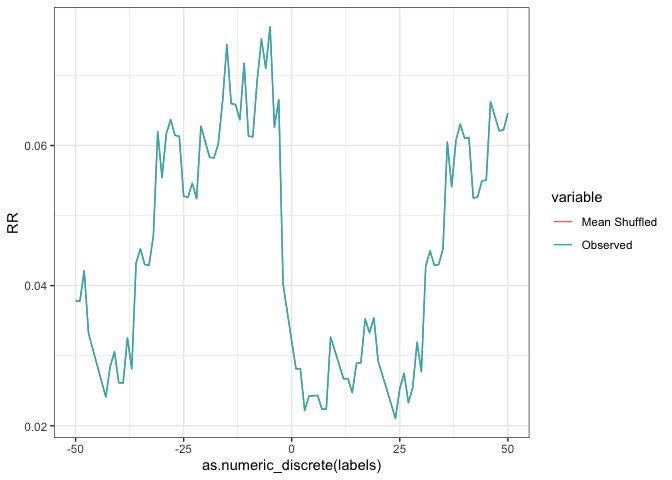 RR
0.06
0.04
0.02
-50
-25
0
25
50
as.numeric_discrete(labels)
variable
Mean Shuffled
Observed